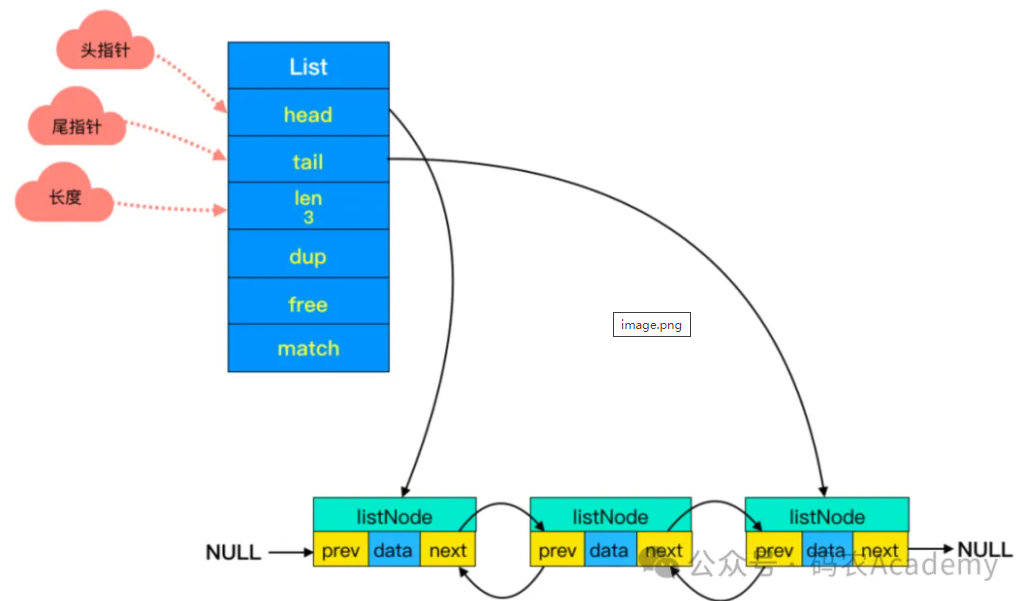 头指针
尾指针
长度
List
head
tail
len
3
dup
free
match
image.png
listNode
listNode
listNode
NULL
prev data next
prev data next
prev data next
NULL
公众号·码农Academy